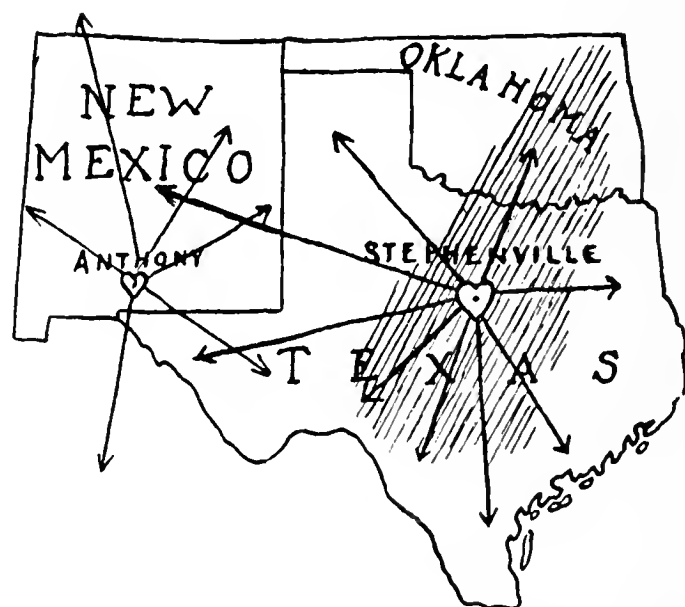 OKLAHOMA
NEW
MEXICO
ANTHONY
STEPHENVILLE
TEXAS